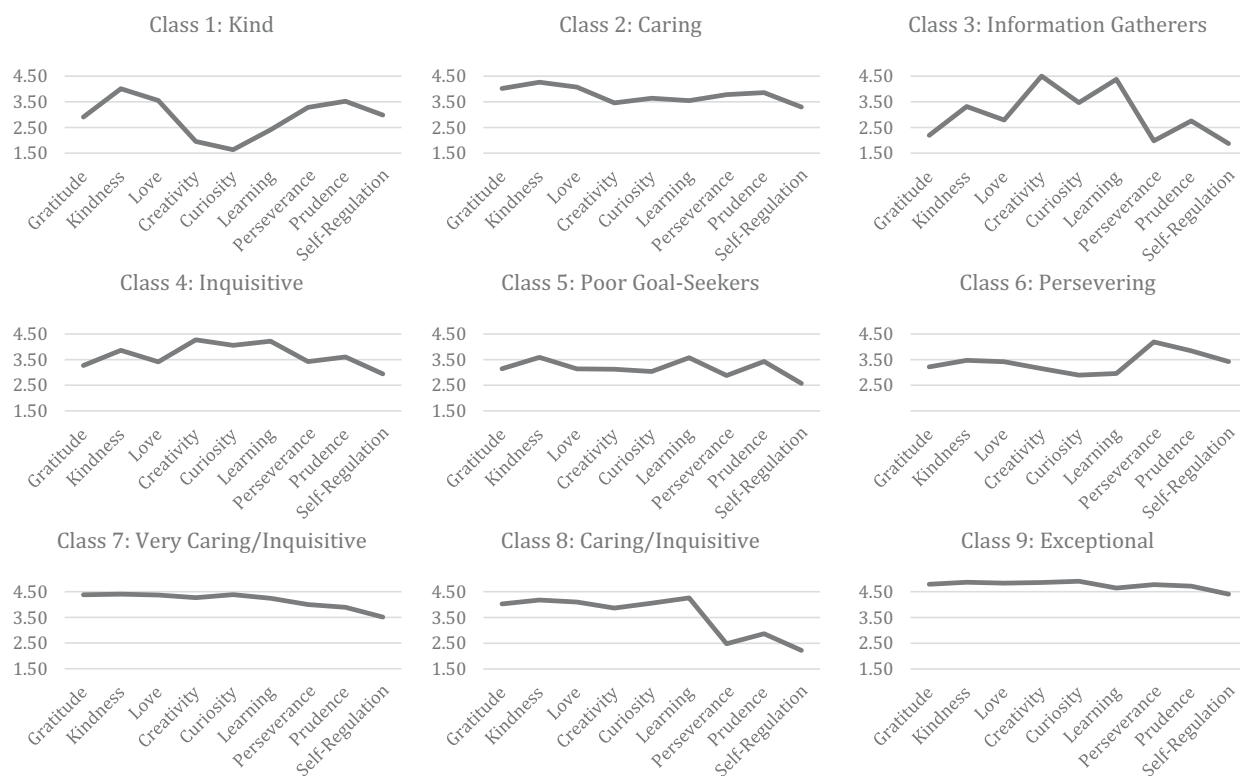 Class 1: Kind
4.50
3.50
2.50
1.50
Gratitude
Kindness
Love
Creativity
Curiosity
Learning
Perseverance
Prudence
Self-Regulation
Class 2: Caring
4.50
3.50
2.50
1.50
Gratitude
Kindness
Love
Creativity
Curiosity
Learning
Perseverance
Prudence
Self-Regulation
Class 3: Information Gatherers
4.50
3.50
2.50
1.50
Gratitude
Kindness
Love
Creativity
Curiosity
Learning
Perseverance
Prudence
Self-Regulation
Class 4: Inquisitive
4.50
3.50
2.50
1.50
Gratitude
Kindness
Love
Creativity
Curiosity
Learning
Perseverance
Prudence
Self-Regulation
Class 5: Poor Goal-Seekers
4.50
3.50
2.50
1.50
Gratitude
Kindness
Love
Creativity
Curiosity
Learning
Perseverance
Prudence
Self-Regulation
Class 6: Persevering
4.50
3.50
2.50
1.50
Gratitude
Kindness
Love
Creativity
Curiosity
Learning
Perseverance
Prudence
Self-Regulation
Class 7: Very Caring/Inquisitive
4.50
3.50
2.50
1.50
Gratitude
Kindness
Love
Creativity
Curiosity
Learning
Perseverance
Prudence
Self-Regulation
Class 8: Caring/Inquisitive
4.50
3.50
2.50
1.50
Gratitude
Kindness
Love
Creativity
Curiosity
Learning
Perseverance
Prudence
Self-Regulation
Class 9: Exceptional
4.50
3.50
2.50
1.50
Gratitude
Kindness
Love
Creativity
Curiosity
Learning
Perseverance
Prudence
Self-Regulation